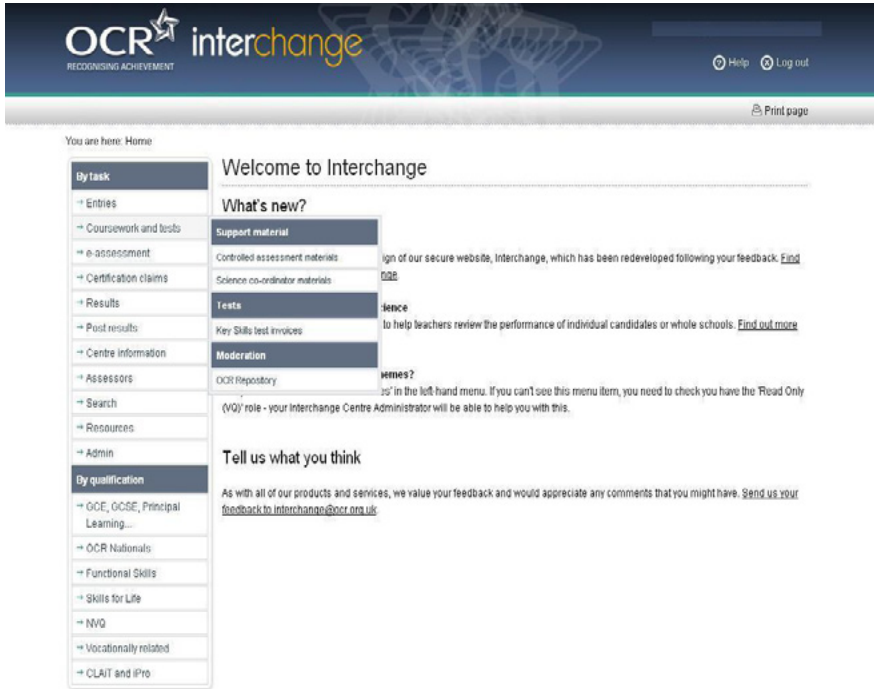 OCR interchange
RECOGNISING ACHIEVEMENT
Help Log out
Print page
You are here: Home
By task
Entries
Coursework and tests
e-assessment
Certification claims
Results
Post results
Centre information
Assessors
Search
Resources
Admin
By qualification
GCE, GCSE, Principal
Learning...
OCR Nationals
Functional Skills
Skills for Life
NVQ
Vocationally related
CLAiT and iPro
Support material
Controlled assessment materials
Science co-ordinator materials
Tests
Key Skills test invoices
Moderation
OCR Repository
Welcome to Interchange
What's new?
ign of our secure website, Interchange, which has been redeveloped following your feedback. Find
nge.
ience
to help teachers review the performance of individual candidates or whole schools. Find out more
emes?
es' in the left-hand menu. If you can't see this menu item, you need to check you have the 'Read Only
(VQ)' role - your Interchange Centre Administrator will be able to help you with this.
Tell us what you think
As with all of our products and services, we value your feedback and would appreciate any comments that you might have. Send us your
feedback to interchange@ocr.org.uk.